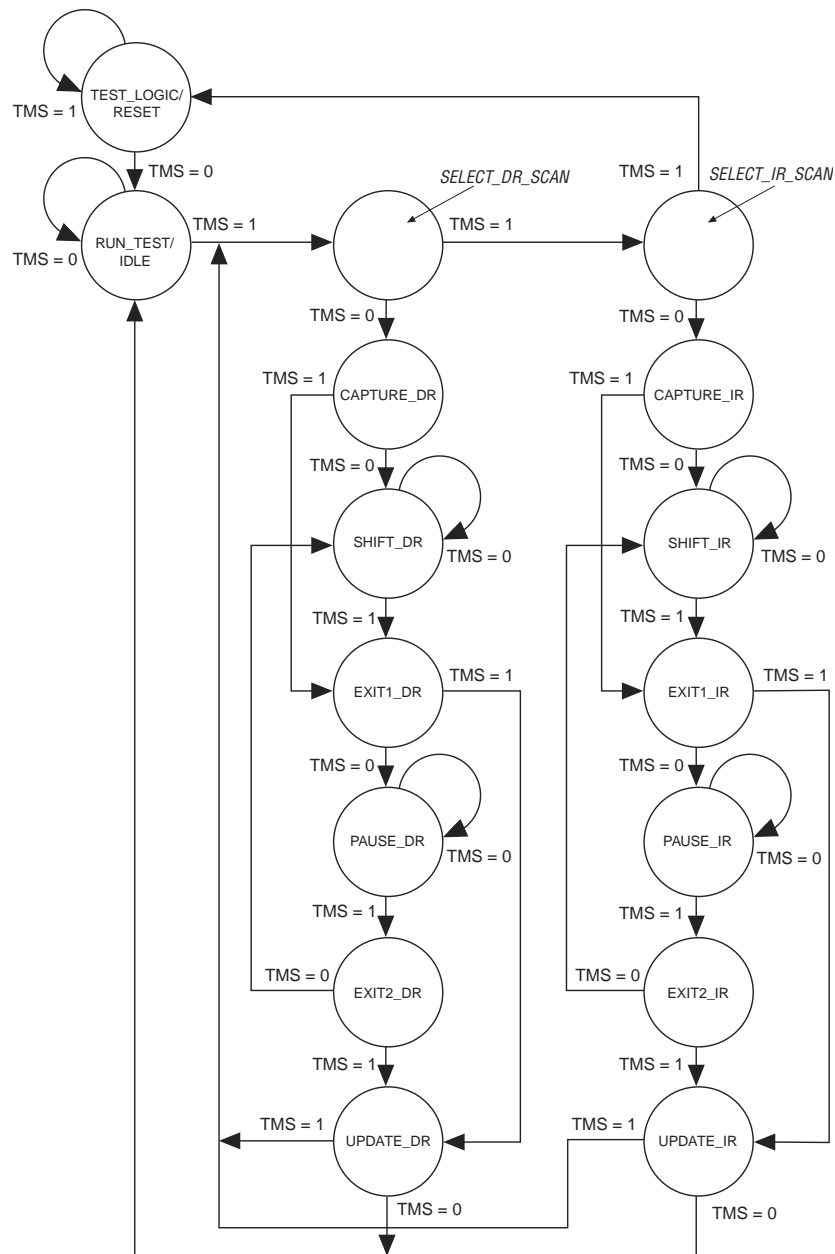 TEST_LOGIC/
RESET
TMS = 1
TMS = 0
SELECT_DR_SCAN
TMS = 1
SELECT_IR_SCAN
RUN_TEST/
IDLE
TMS = 0
TMS = 1
TMS = 1
TMS = 0
TMS = 0
TMS = 1
CAPTURE_DR
TMS = 1
CAPTURE_IR
TMS = 0
TMS = 0
SHIFT_DR
TMS = 0
SHIFT_IR
TMS = 0
TMS = 1
TMS = 1
EXIT1_DR
TMS = 1
EXIT1_IR
TMS = 1
TMS = 0
TMS = 0
PAUSE_DR
TMS = 0
PAUSE_IR
TMS = 0
TMS = 1
TMS = 1
TMS = 0
EXIT2_DR
TMS = 0
EXIT2_IR
TMS = 1
TMS = 1
TMS = 1
UPDATE_DR
TMS = 1
UPDATE_IR
TMS = 0
TMS = 0